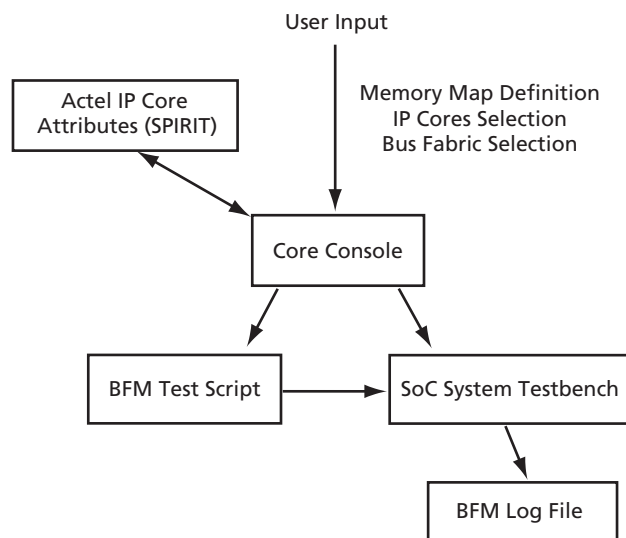 User Input
Actel IP Core
Attributes (SPIRIT)
Memory Map Definition
IP Cores Selection
Bus Fabric Selection
Core Console
BFM Test Script
SoC System Testbench
BFM Log File